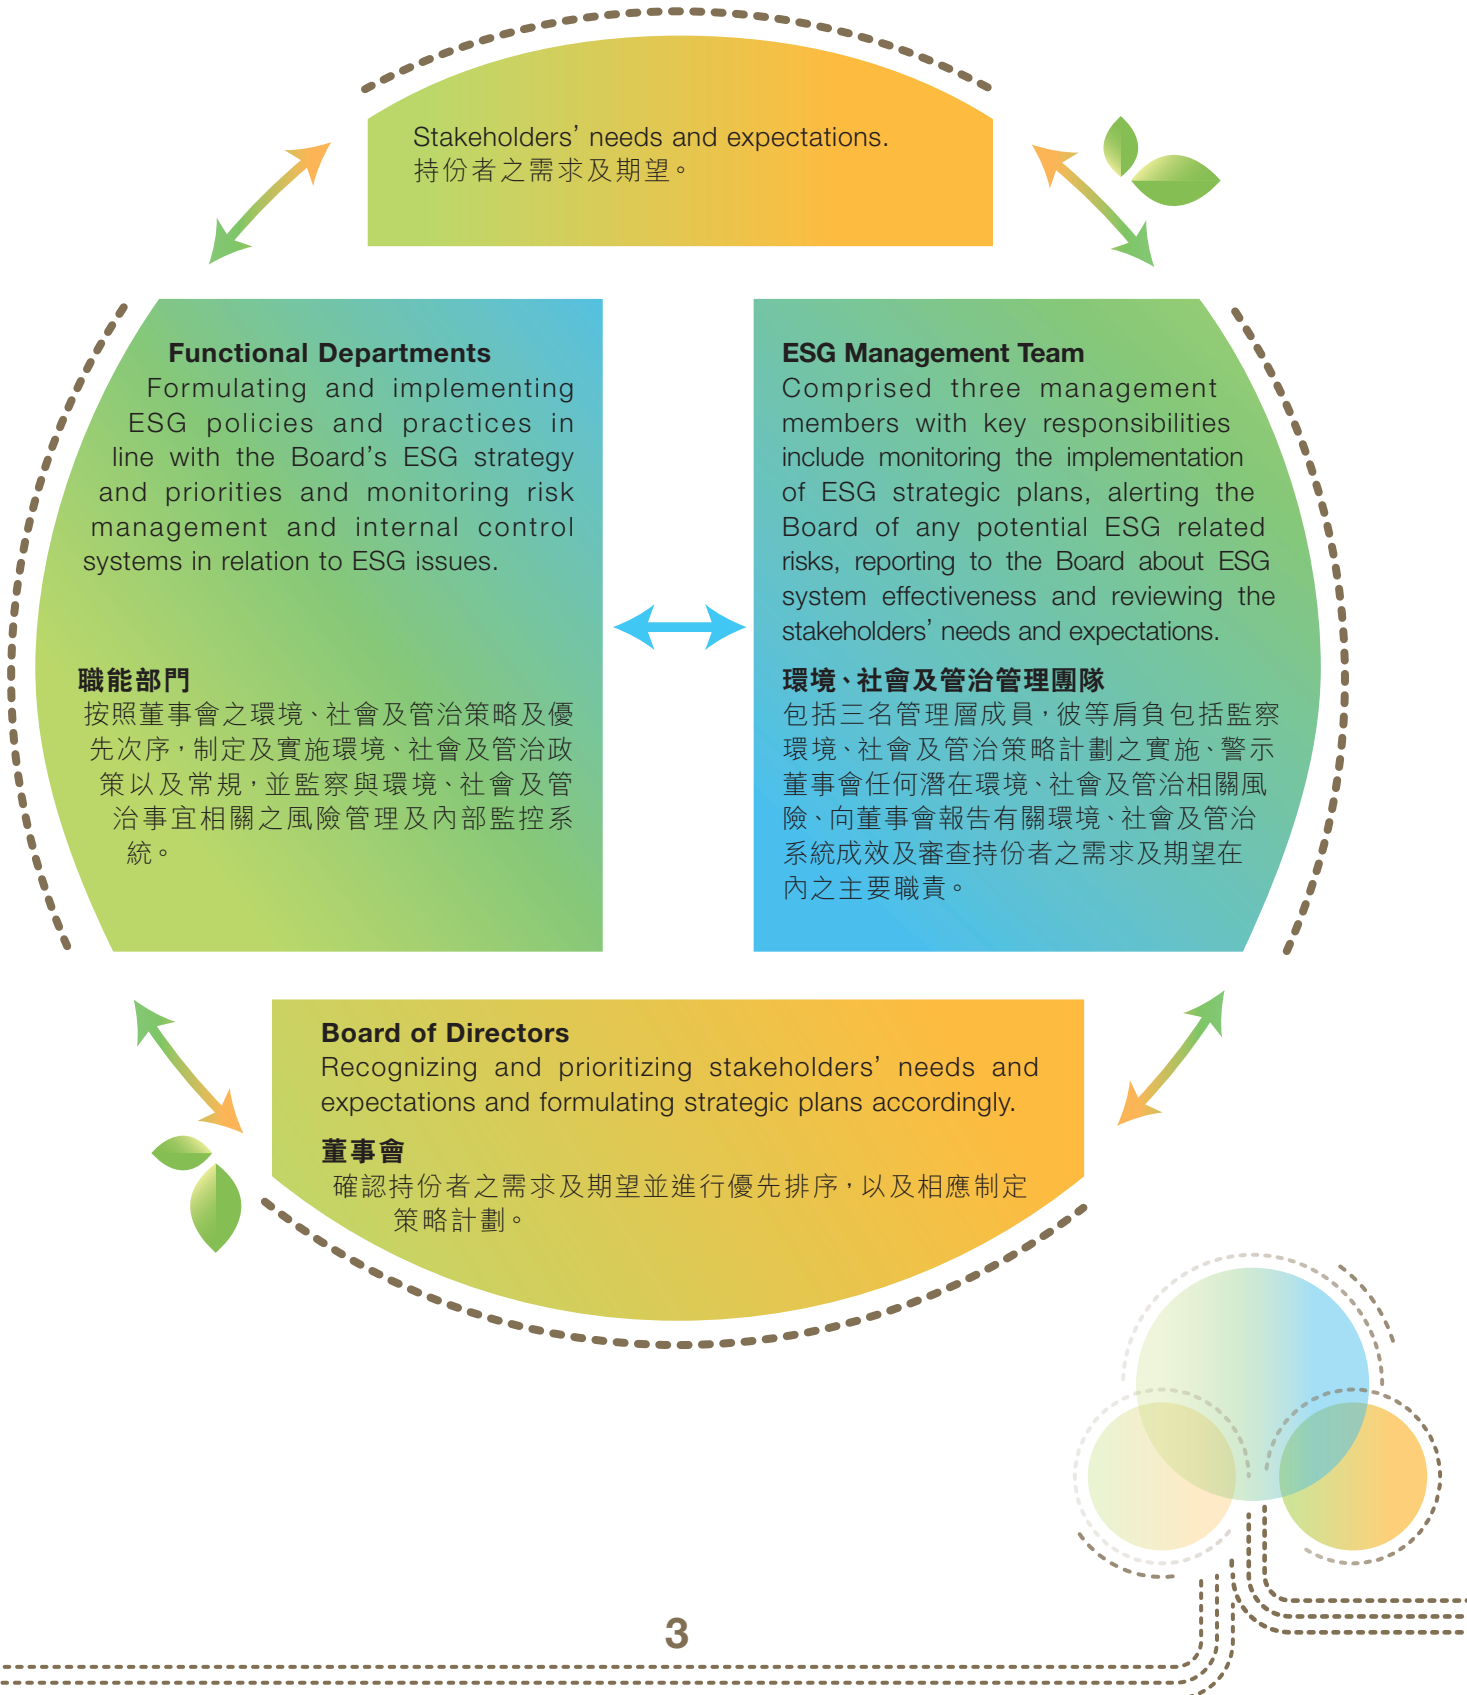 Stakeholders’ needs and expectations.
持份者之需求及期望。
Functional Departments
Formulating and implementing
ESG policies and practices in
line with the Board’s ESG strategy
and priorities and monitoring risk
management and internal control
systems in relation to ESG issues.
職能部門
按照董事會之環境、社會及管治策略及優
先次序，制定及實施環境、社會及管治政
策以及常規，並監察與環境、社會及管
治事宜相關之風險管理及內部監控系
統。
ESG Management Team
Comprised three management
members with key responsibilities
include monitoring the implementation
of ESG strategic plans, alerting the
Board of any potential ESG related
risks, reporting to the Board about ESG
system effectiveness and reviewing the
stakeholders’ needs and expectations.
環境、社會及管治管理團隊
包括三名管理層成員，彼等肩負包括監察
環境、社會及管治策略計劃之實施、警示
董事會任何潛在環境、社會及管治相關風
險、向董事會報告有關環境、社會及管治
系統成效及審查持份者之需求及期望在
內之主要職責。
Board of Directors
Recognizing and prioritizing stakeholders’ needs and
expectations and formulating strategic plans accordingly.
董事會
確認持份者之需求及期望並進行優先排序，以及相應制定
策略計劃。
3